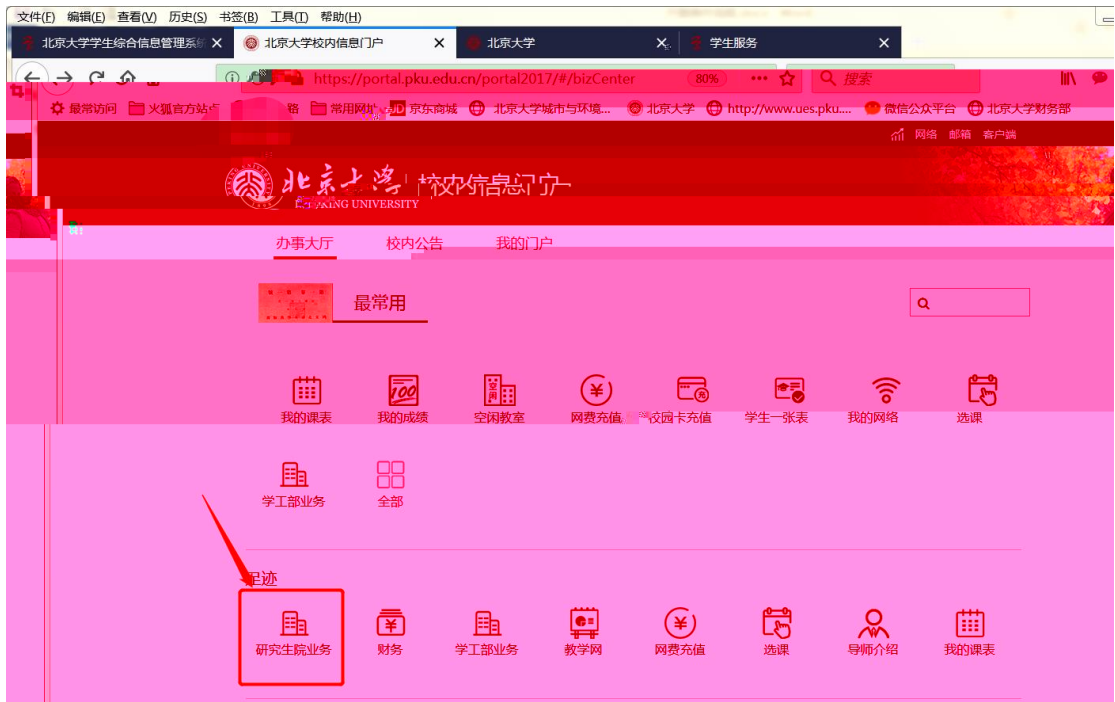 文件(F) 编辑(E) 查看(V) 历史(S) 书签(B) 工具(T) 帮助(H)
北京大学学生综合信息管理系统 北京大学校内信息门户 北京大学 学生服务
https://portal.pku.edu.cn/portal2017/#/bizCenter 80% 搜索
最常访问 火狐官方站点 常用网址 JD 京东商城 北京大学城市与环境... 北京大学 http://www.ues.pku.... 微信公众平台 北京大学财务部
网络 邮箱 客户端
北京大学 校内信息门户
PEKING UNIVERSITY
办事大厅 校内公告 我的门户
最常用
100 空闲
我的课表 我的成绩 空闲教室 网费充值 校园卡充值 学生一张表 我的网络 选课
学工部业务 全部
足迹
研究生院业务 财务 学工部业务 教学网 网费充值 选课 导师介绍 我的课表